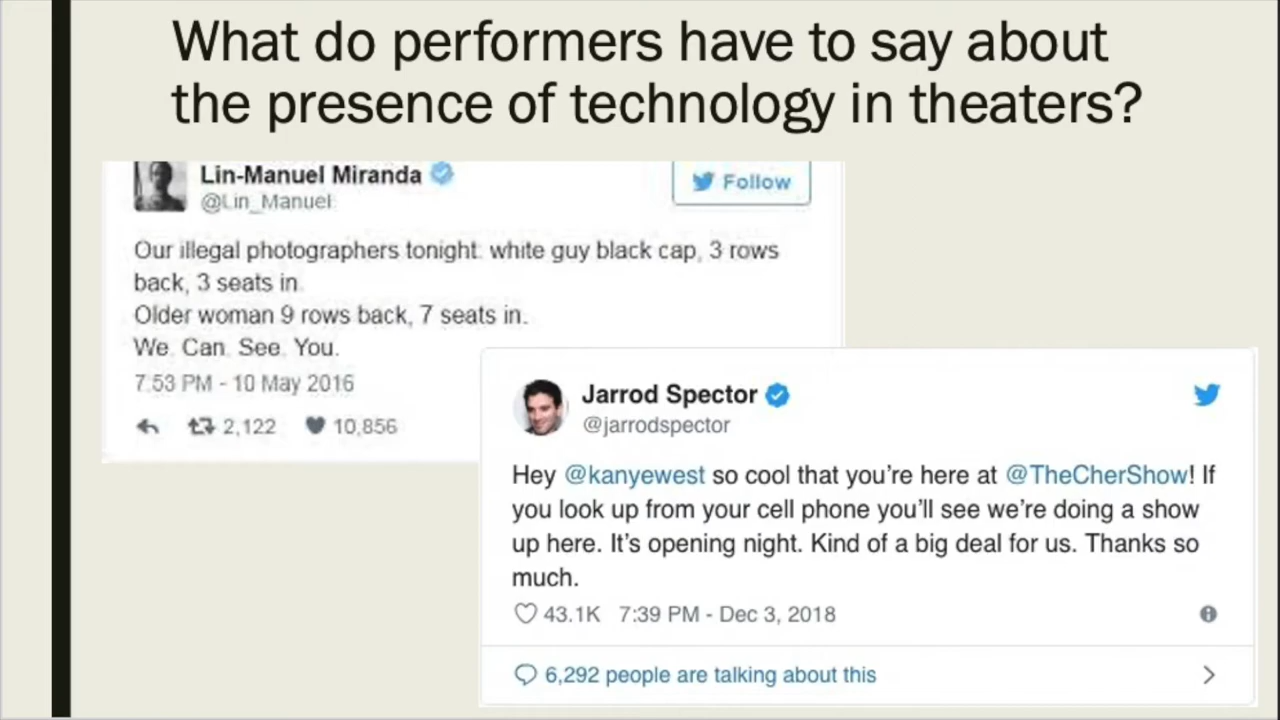 What do performers have to say about
the presence of technology in theaters?
Lin-Manuel Miranda
@Lin_Manuel
Follow
Our illegal photographers tonight: white guy black cap, 3 rows
back, 3 seats in.
Older woman 9 rows back, 7 seats in.
We. Can. See. You.
7:53 PM - 10 May 2016
2,122 10,856
Jarrod Spector
@jarrodspector
Hey @kanyewest so cool that you're here at @TheCherShow! If
you look up from your cell phone you'll see we're doing a show
up here. It's opening night. Kind of a big deal for us. Thanks so
much.
43.1K 7:39 PM - Dec 3, 2018
6,292 people are talking about this